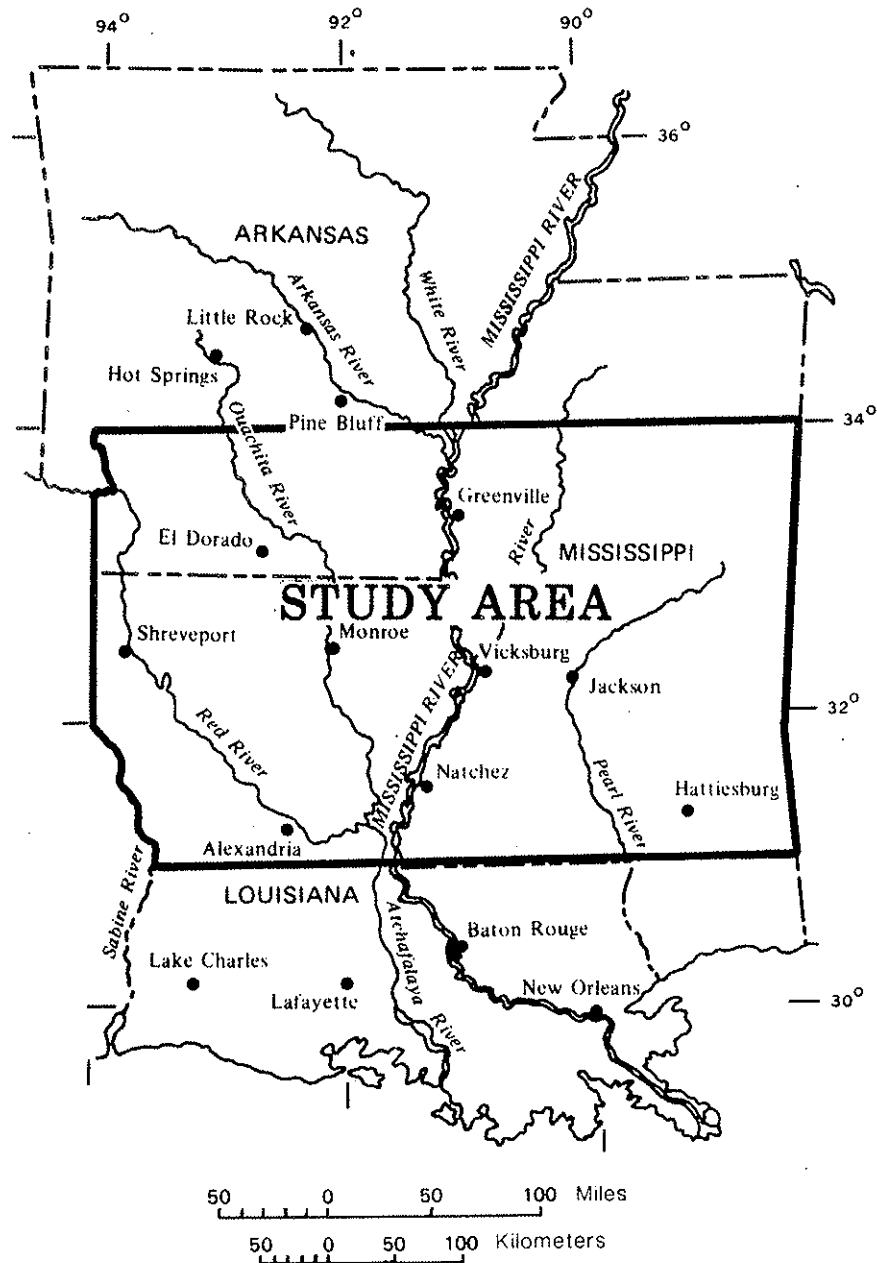 94° 92° 90°
36°
MISSISSIPPI RIVER
ARKANSAS
White River
Arkansas River
Little Rock
Hot Springs
Ouachita River
Pine Bluff
34°
Greenville
River
El Dorado
MISSISSIPPI
STUDY AREA
Shreveport
Monroe
Vicksburg
Jackson
32°
MISSISSIPPI RIVER
Red River
Natchez
Pearl River
Hattiesburg
Alexandria
Sabine River
LOUISIANA
Atchafalaya River
Baton Rouge
Lake Charles
Lafayette
New Orleans
30°
50 0 50 100 Miles
50 0 50 100 Kilometers